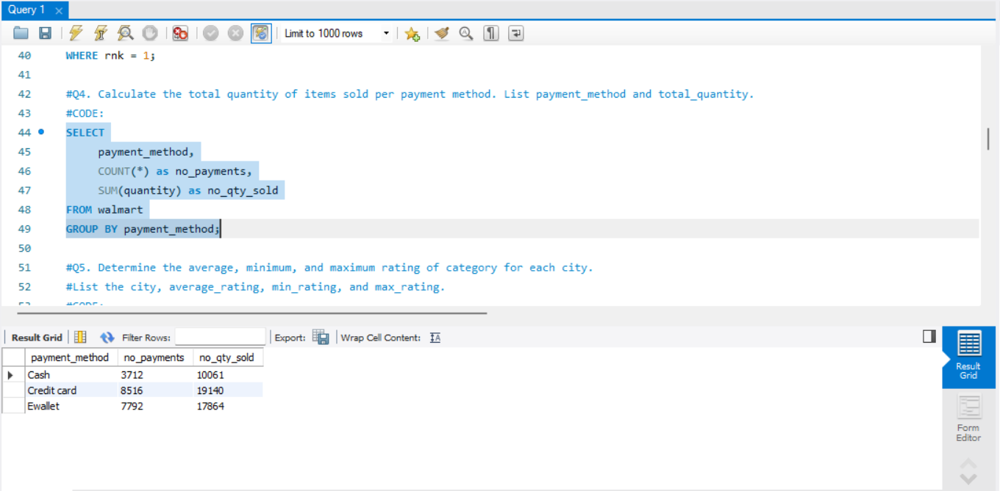 Query 1
Limit to 1000 rows
40 WHERE rnk = 1;
41
42 #Q4. Calculate the total quantity of items sold per payment method. List payment_method and total_quantity.
43 #CODE:
44 SELECT
45 payment_method,
46 COUNT(*) as no_payments,
47 SUM(quantity) as no_qty_sold
48 FROM walmart
49 GROUP BY payment_method;
50
51 #Q5. Determine the average, minimum, and maximum rating of category for each city.
52 #List the city, average_rating, min_rating, and max_rating.
53 #CODE:
Result Grid Filter Rows: Export: Wrap Cell Content:
payment_method no_payments no_qty_sold
Cash 3712 10061
Credit card 8516 19140
Ewallet 7792 17864
Result
Grid
Form
Editor